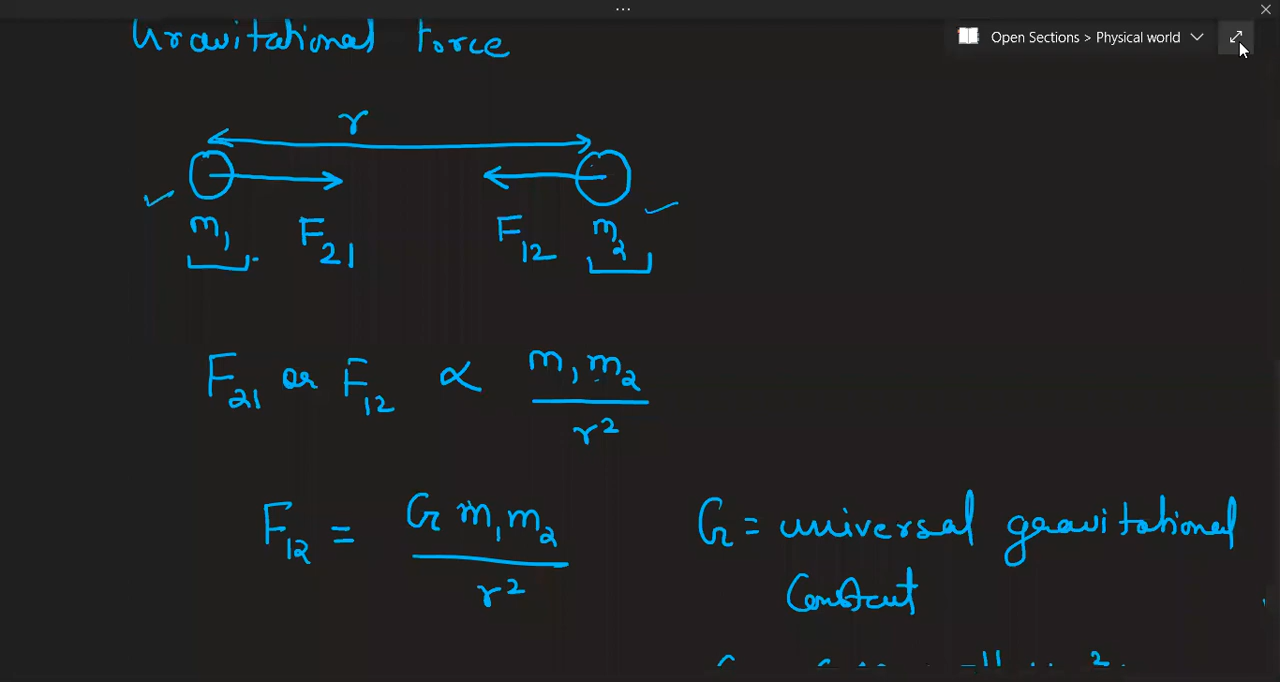 Gravitational Force
Open Sections > Physical world
r
m₁ F₂₁ F₁₂ m₂
F₂₁ or F₁₂ ∝ m₁m₂ / r²
F₁₂ = G m₁m₂ / r²
G = universal gravitational
Constant